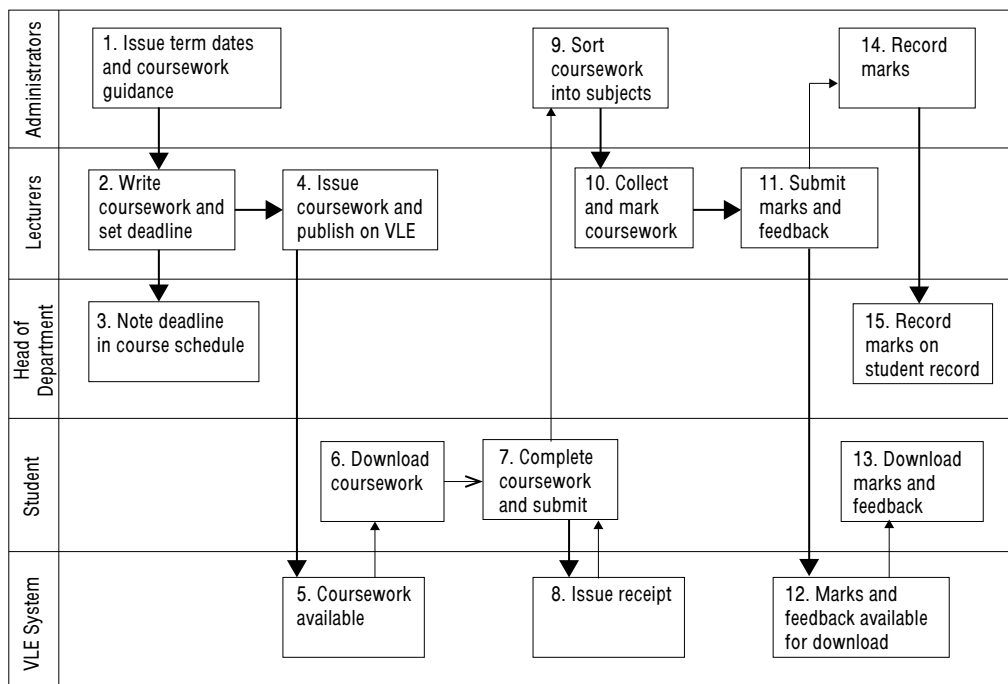 Administrators
1. Issue term dates
and coursework
guidance
9. Sort
coursework
into subjects
14. Record
marks
Lecturers
2. Write
coursework and
set deadline
4. Issue
coursework and
publish on VLE
10. Collect
and mark
coursework
11. Submit
marks and
feedback
Head of
Department
3. Note deadline
in course schedule
15. Record
marks on
student record
Student
6. Download
coursework
7. Complete
coursework
and submit
13. Download
marks and
feedback
VLE System
5. Coursework
available
8. Issue receipt
12. Marks and
feedback available
for download